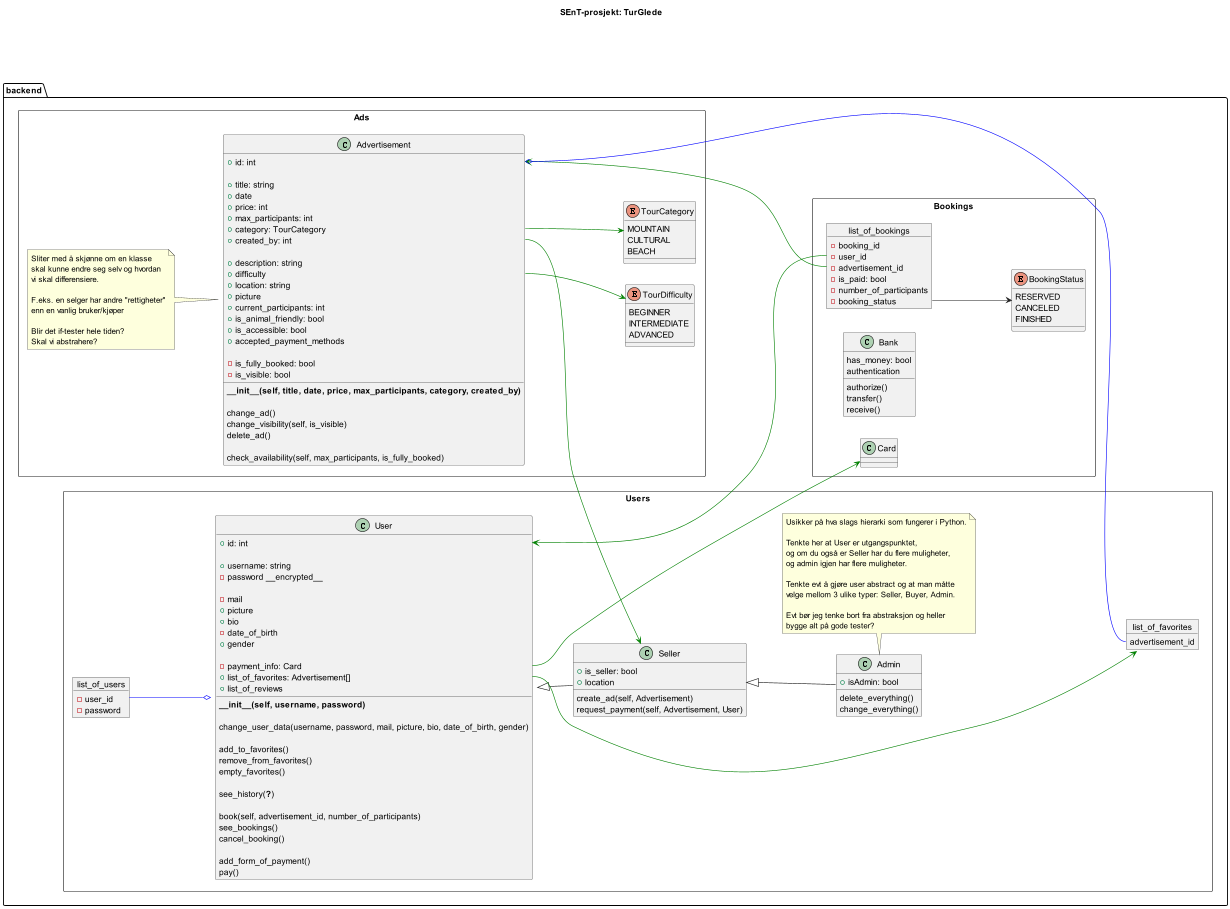 SEnT-prosjekt: TurGlede
backend
Ads
C Advertisement
id: int
title: string
date
price: int
max_participants: int
category: TourCategory
created_by: int
description: string
difficulty
location: string
picture
current_participants: int
is_animal_friendly: bool
is_accessible: bool
accepted_payment_methods
is_fully_booked: bool
is_visible: bool
__init__(self, title, date, price, max_participants, category, created_by)
change_ad()
change_visibility(self, is_visible)
delete_ad()
check_availability(self, max_participants, is_fully_booked)
Sliter med å skjønne om en klasse
skal kunne endre seg selv og hvordan
vi skal differensiere.
F.eks. en selger har andre "rettigheter"
enn en vanlig bruker/kjøper
Blir det if-tester hele tiden?
Skal vi abstrahere?
E TourCategory
MOUNTAIN
CULTURAL
BEACH
E TourDifficulty
BEGINNER
INTERMEDIATE
ADVANCED
Bookings
list_of_bookings
booking_id
user_id
advertisement_id
is_paid: bool
number_of_participants
booking_status
E BookingStatus
RESERVED
CANCELED
FINISHED
C Bank
has_money: bool
authentication
authorize()
transfer()
receive()
C Card
Users
C User
id: int
username: string
password __encrypted__
mail
picture
bio
date_of_birth
gender
payment_info: Card
list_of_favorites: Advertisement[]
list_of_reviews
__init__(self, username, password)
change_user_data(username, password, mail, picture, bio, date_of_birth, gender)
add_to_favorites()
remove_from_favorites()
empty_favorites()
see_history(?)
book(self, advertisement_id, number_of_participants)
see_bookings()
cancel_booking()
add_form_of_payment()
pay()
list_of_users
user_id
password
C Seller
is_seller: bool
location
create_ad(self, Advertisement)
request_payment(self, Advertisement, User)
Usikker på hva slags hierarki som fungerer i Python.
Tenkte her at User er utgangspunktet,
og om du også er Seller har du flere muligheter,
og admin igjen har flere muligheter.
Tenkte evt å gjøre user abstract og at man måtte
velge mellom 3 ulike typer: Seller, Buyer, Admin.
Evt bør jeg tenke bort fra abstraksjon og heller
bygge alt på gode tester?
C Admin
isAdmin: bool
delete_everything()
change_everything()
list_of_favorites
advertisement_id